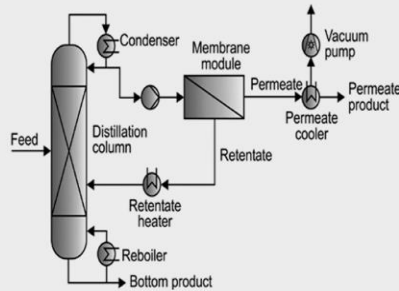 Condenser
Vacuum
pump
Membrane
module
Permeate
Permeate
product
Feed
Distillation
column
Permeate
cooler
Retentate
Retentate
heater
Reboiler
Bottom product